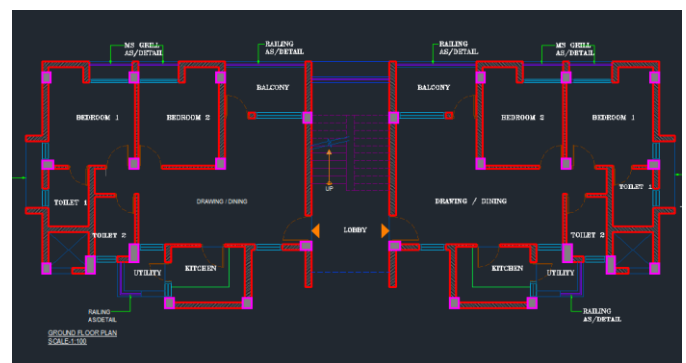 MS GRILL
AS/DETAIL
RAILING
AS/DETAIL
RAILING
AS/DETAIL
MS GRILL
AS/DETAIL
BALCONY
BALCONY
BEDROOM 1
BEDROOM 2
BEDROOM 2
BEDROOM 1
UP
TOILET 1
DRAWING / DINING
DRAWING / DINING
TOILET 1
TOILET 2
LOBBY
TOILET 2
UTILITY
KITCHEN
KITCHEN
UTILITY
RAILING
ASDETAIL
RAILING
AS/DETAIL
GROUND FLOOR PLAN
SCALE-1:100